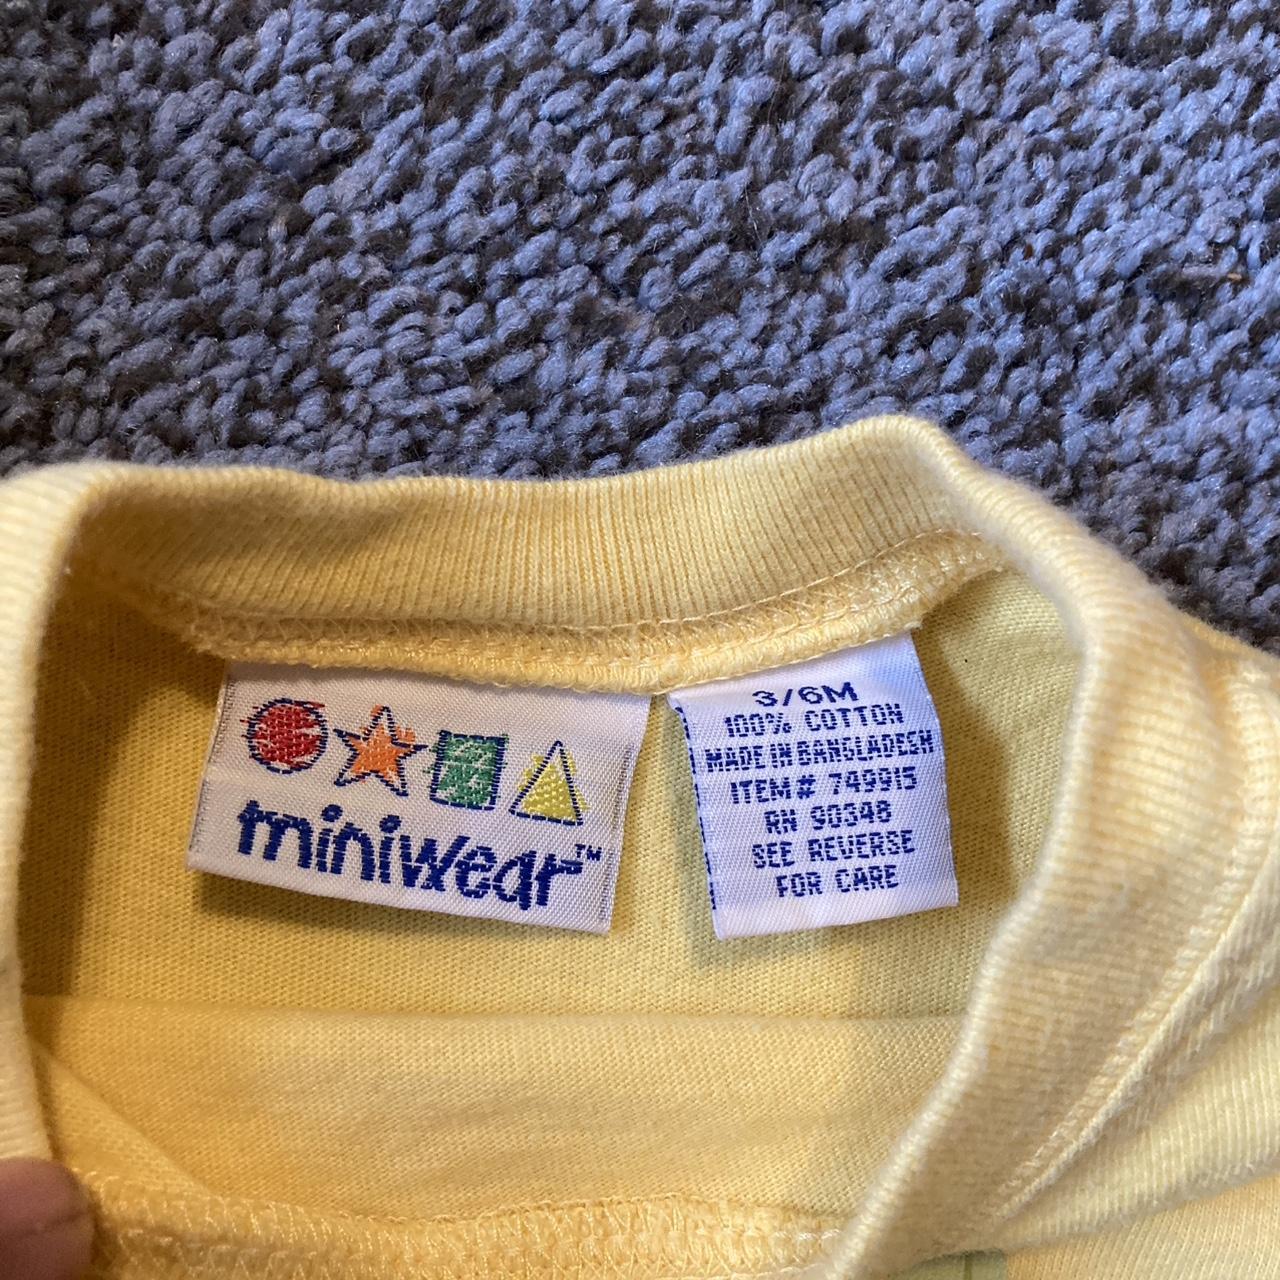 miniwear™
3/6M
100% COTTON
MADE IN BANGLADESH
ITEM# 749915
RN 90348
SEE REVERSE
FOR CARE